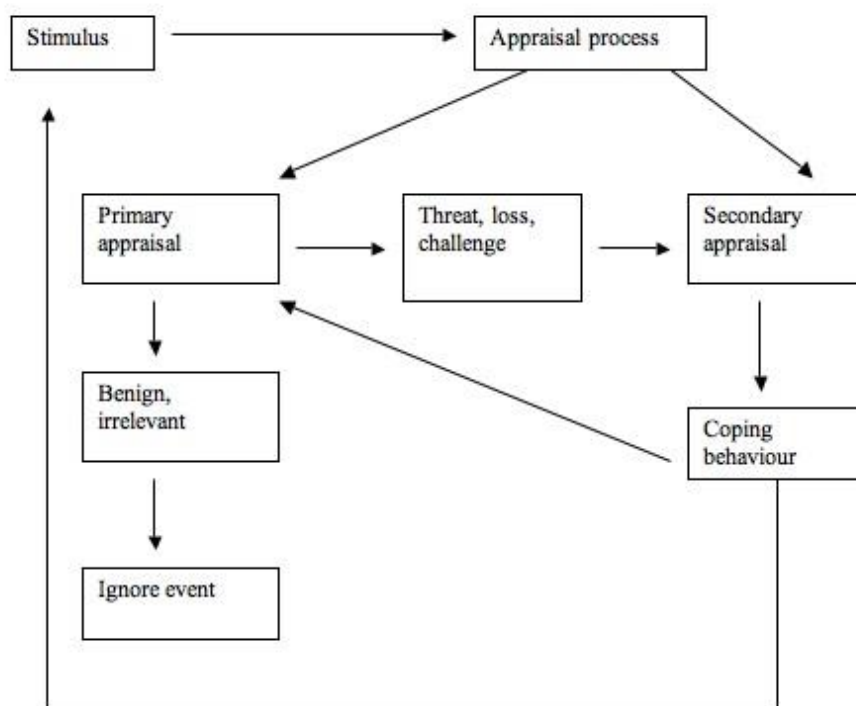 Stimulus
Appraisal process
Primary
appraisal
Threat, loss,
challenge
Secondary
appraisal
Benign,
irrelevant
Coping
behaviour
Ignore event